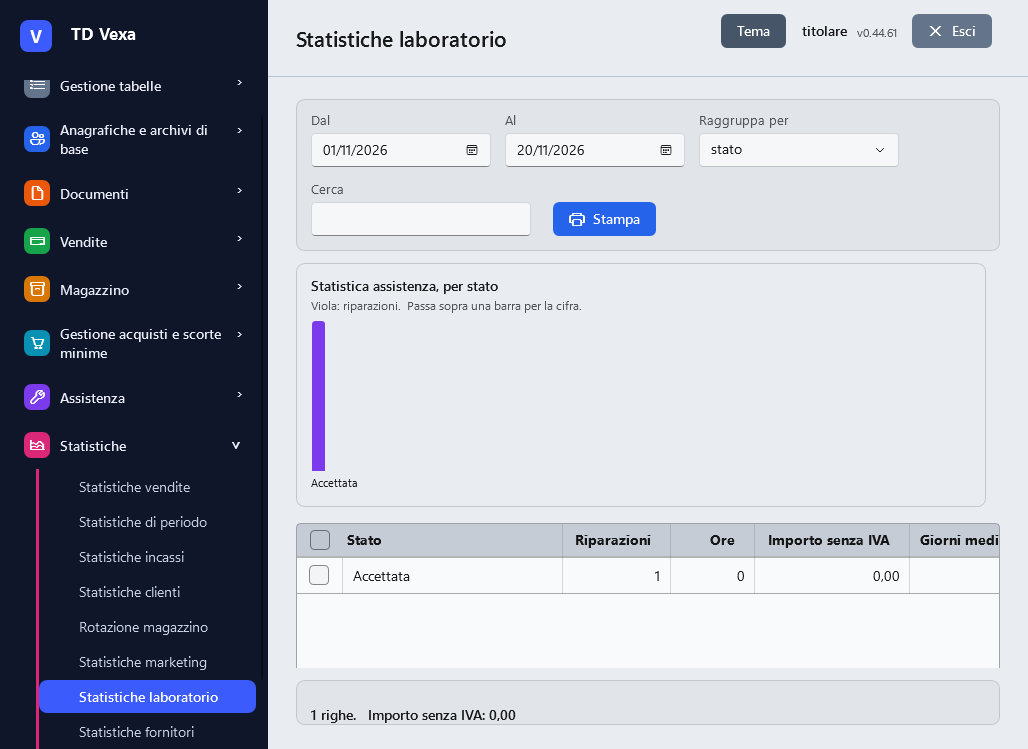 V
TD Vexa
Gestione tabelle
Anagrafiche e archivi di
base
Documenti
Vendite
Magazzino
Gestione acquisti e scorte
minime
Assistenza
Statistiche
Statistiche vendite
Statistiche di periodo
Statistiche incassi
Statistiche clienti
Rotazione magazzino
Statistiche marketing
Statistiche laboratorio
Statistiche fornitori
Statistiche laboratorio
Tema
titolare
v0.44.61
Esci
Dal
Al
Raggruppa per
01/11/2026
20/11/2026
stato
Cerca
Stampa
Statistica assistenza, per stato
Viola: riparazioni. Passa sopra una barra per la cifra.
Accettata
Stato
Riparazioni
Ore
Importo senza IVA
Giorni medi
Accettata
1
0
0,00
1 righe. Importo senza IVA: 0,00